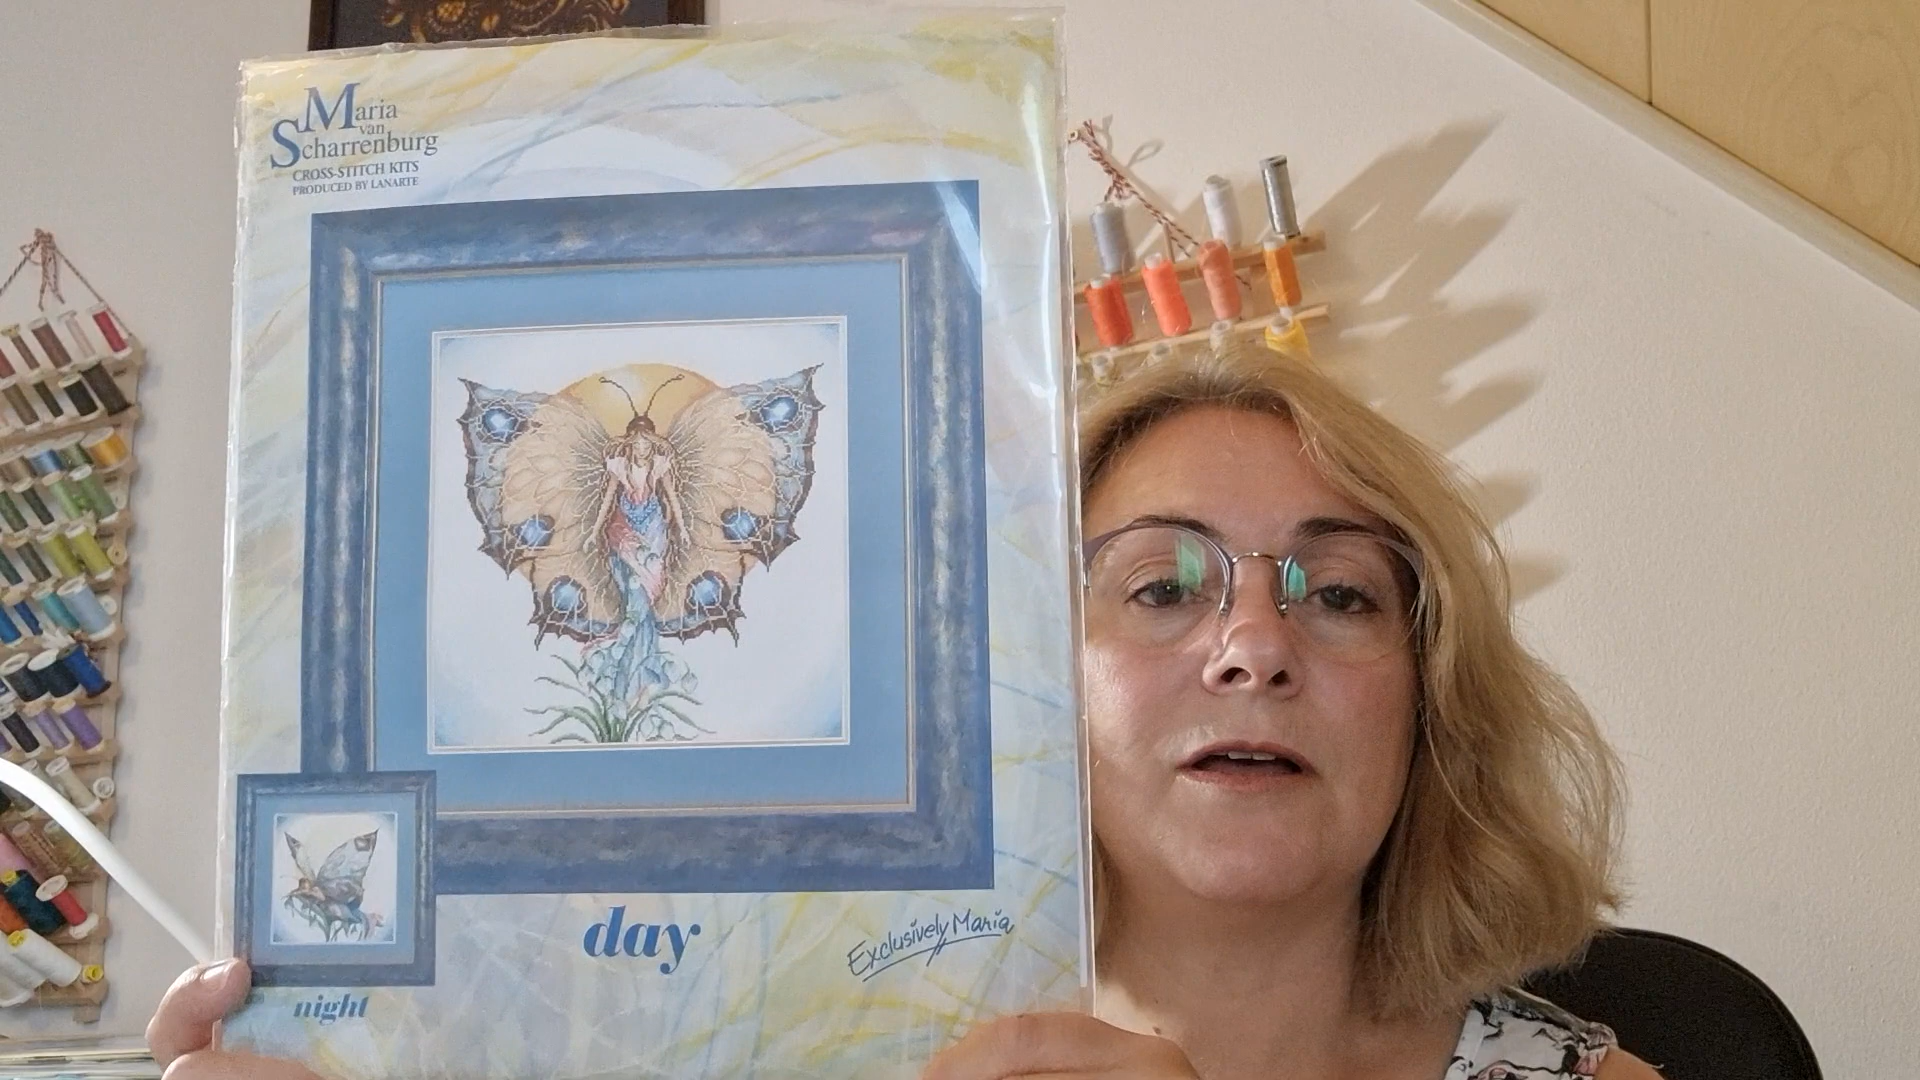 Maria
van
Scharrenburg
CROSS-STITCH KITS
PRODUCED BY LANARTE
day
Exclusively Maria
night